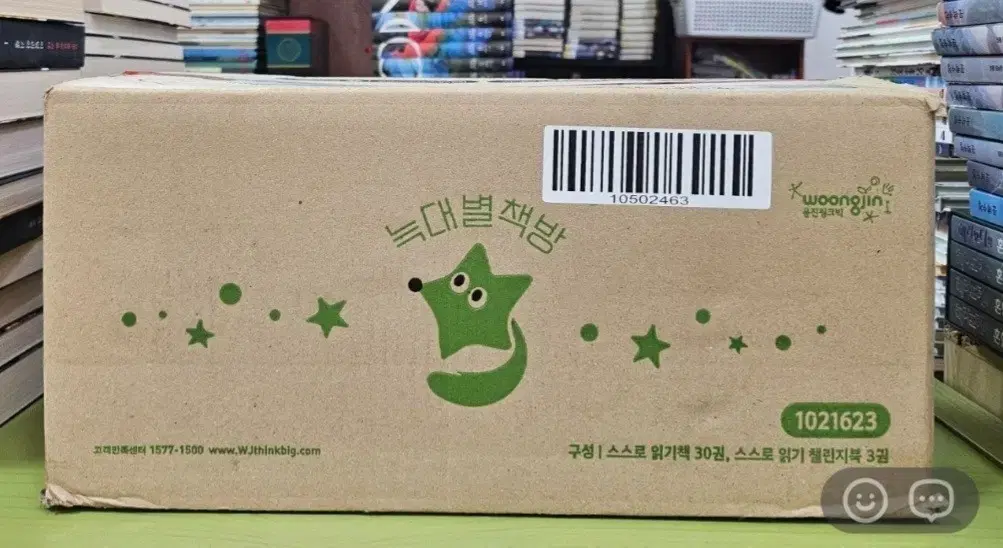 10502463
woongjin
웅진씽크빅
늑대별책방
1021623
고객만족센터 1577-1500 www.WJthinkbig.com
구성 | 스스로 읽기책 30권, 스스로 읽기 챌린지북 3권